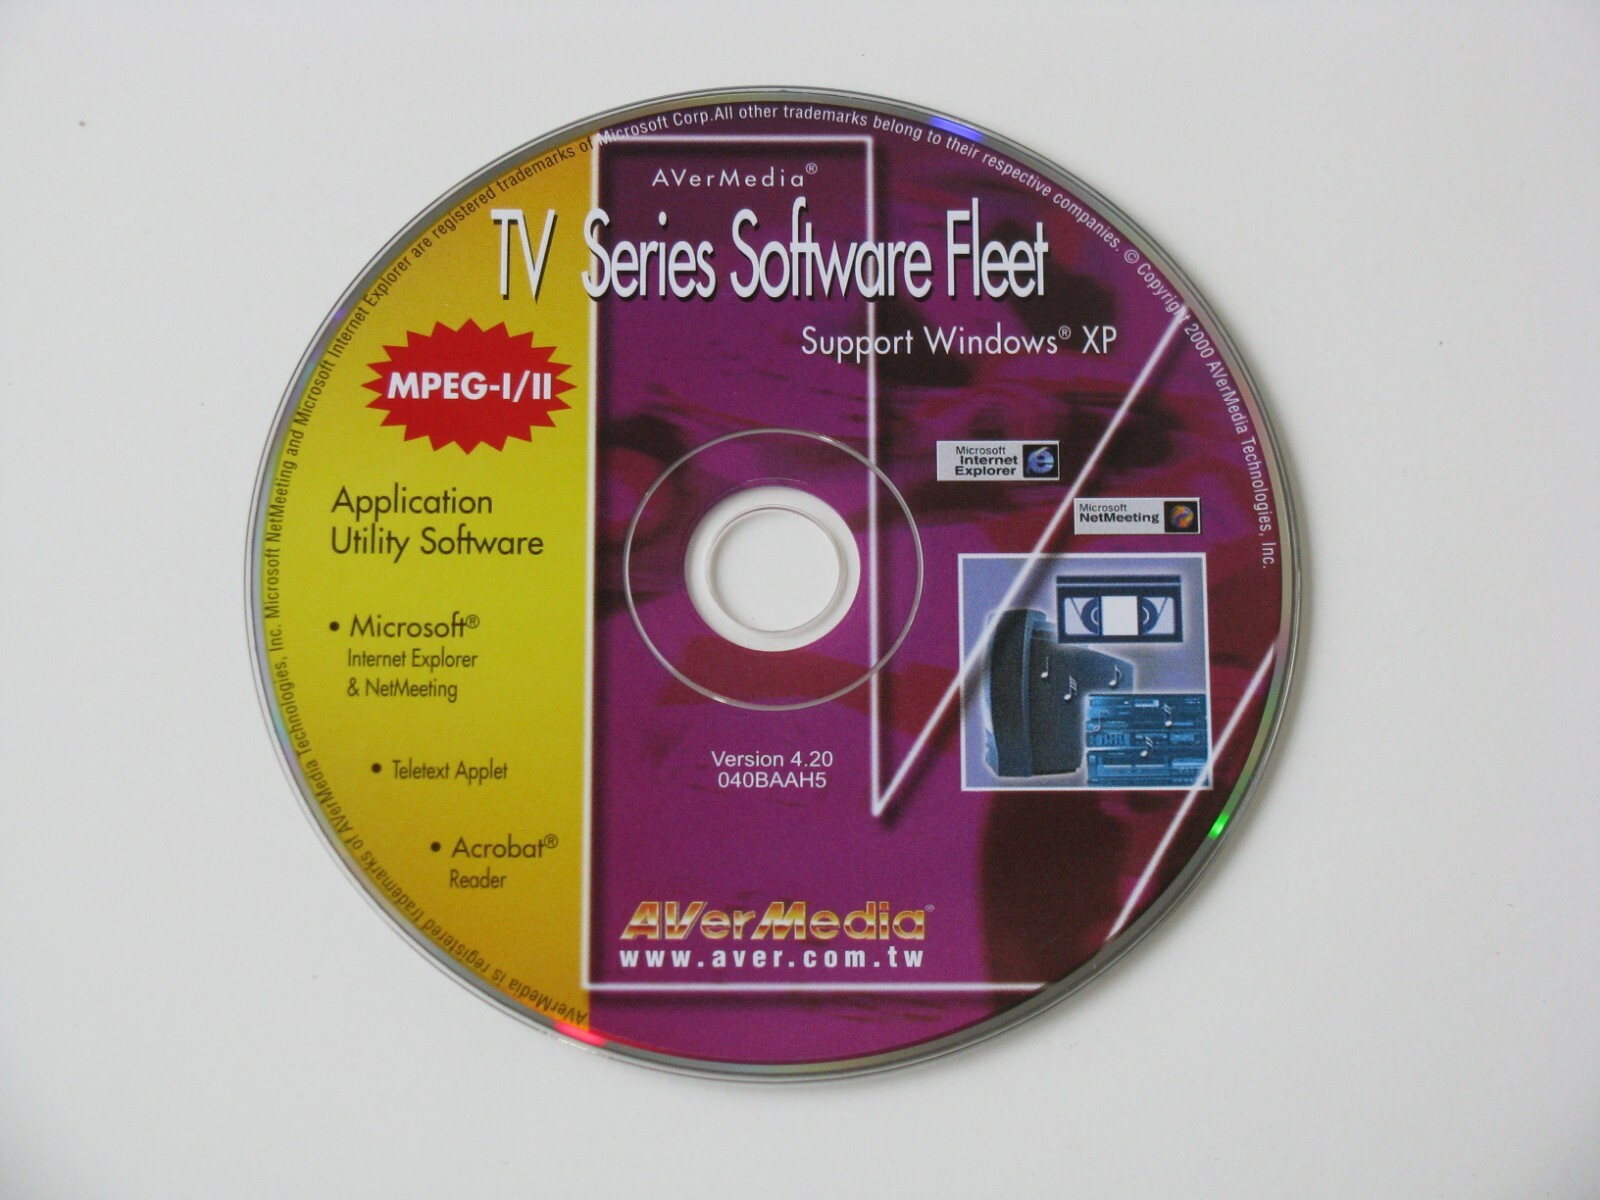 AVerMedia®
TV Series Software Fleet
Support Windows® XP
MPEG-I/II
Microsoft
Internet
Explorer
Microsoft
NetMeeting
Application
Utility Software
• Microsoft®
Internet Explorer
& NetMeeting
• Teletext Applet
• Acrobat®
Reader
Version 4.20
040BAAH5
AVerMedia®
www.aver.com.tw
AVerMedia is registered trademarks of AVerMedia Technologies, Inc. Microsoft NetMeeting and Microsoft Internet Explorer are registered trademarks of Microsoft Corp.All other trademarks belong to their respective companies. © Copyright 2000 AVerMedia Technologies, Inc.